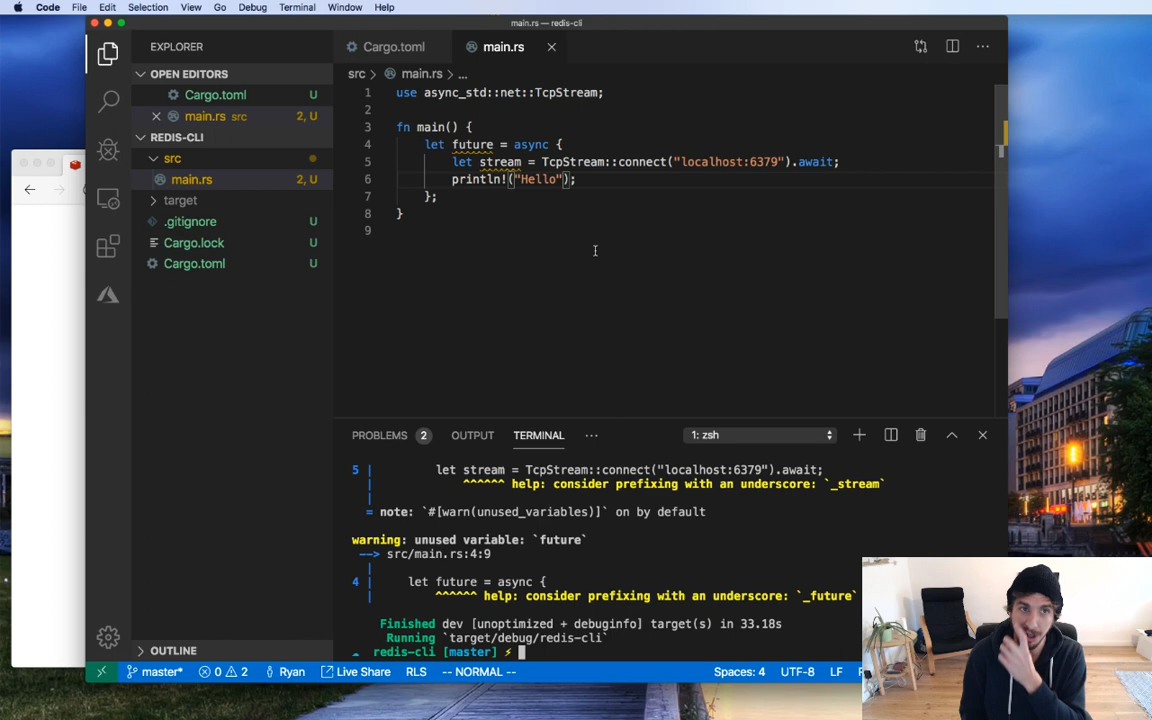 Code File Edit Selection View Go Debug Terminal Window Help
main.rs — redis-cli
EXPLORER
Cargo.toml main.rs
OPEN EDITORS
src main.rs ...
Cargo.toml U
main.rs src 2, U
REDIS-CLI
src
main.rs 2, U
target
.gitignore U
Cargo.lock U
Cargo.toml U
OUTLINE
1 use async_std::net::TcpStream;
2
3 fn main() {
4 let future = async {
5 let stream = TcpStream::connect("localhost:6379").await;
6 println!("Hello");
7 };
8 }
9
PROBLEMS 2 OUTPUT TERMINAL ... 1: zsh
5 | let stream = TcpStream::connect("localhost:6379").await;
| ^^^^^^ help: consider prefixing with an underscore: `_stream`
|
= note: `#[warn(unused_variables)]` on by default
warning: unused variable: `future`
--> src/main.rs:4:9
|
4 | let future = async {
| ^^^^^^ help: consider prefixing with an underscore: `_future`
Finished dev [unoptimized + debuginfo] target(s) in 33.18s
Running `target/debug/redis-cli`
redis-cli [master] ⚡
master* 0 2 Ryan Live Share RLS -- NORMAL -- Spaces: 4 UTF-8 LF